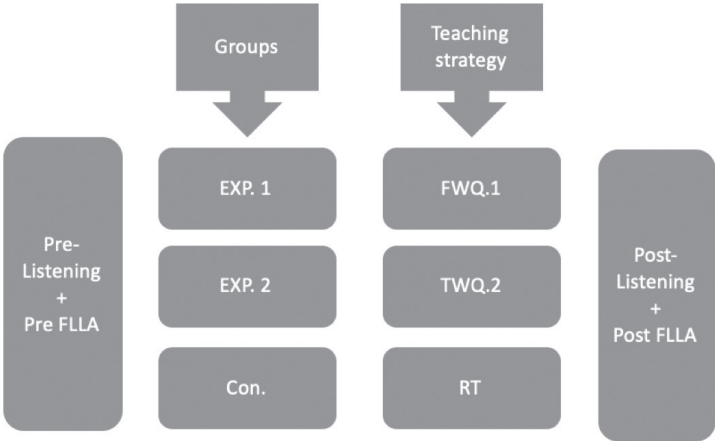 Groups
Teaching
strategy
Pre-
Listening
+
Pre FLLA
EXP. 1
FWQ.1
EXP. 2
TWQ.2
Con.
RT
Post-
Listening
+
Post FLLA